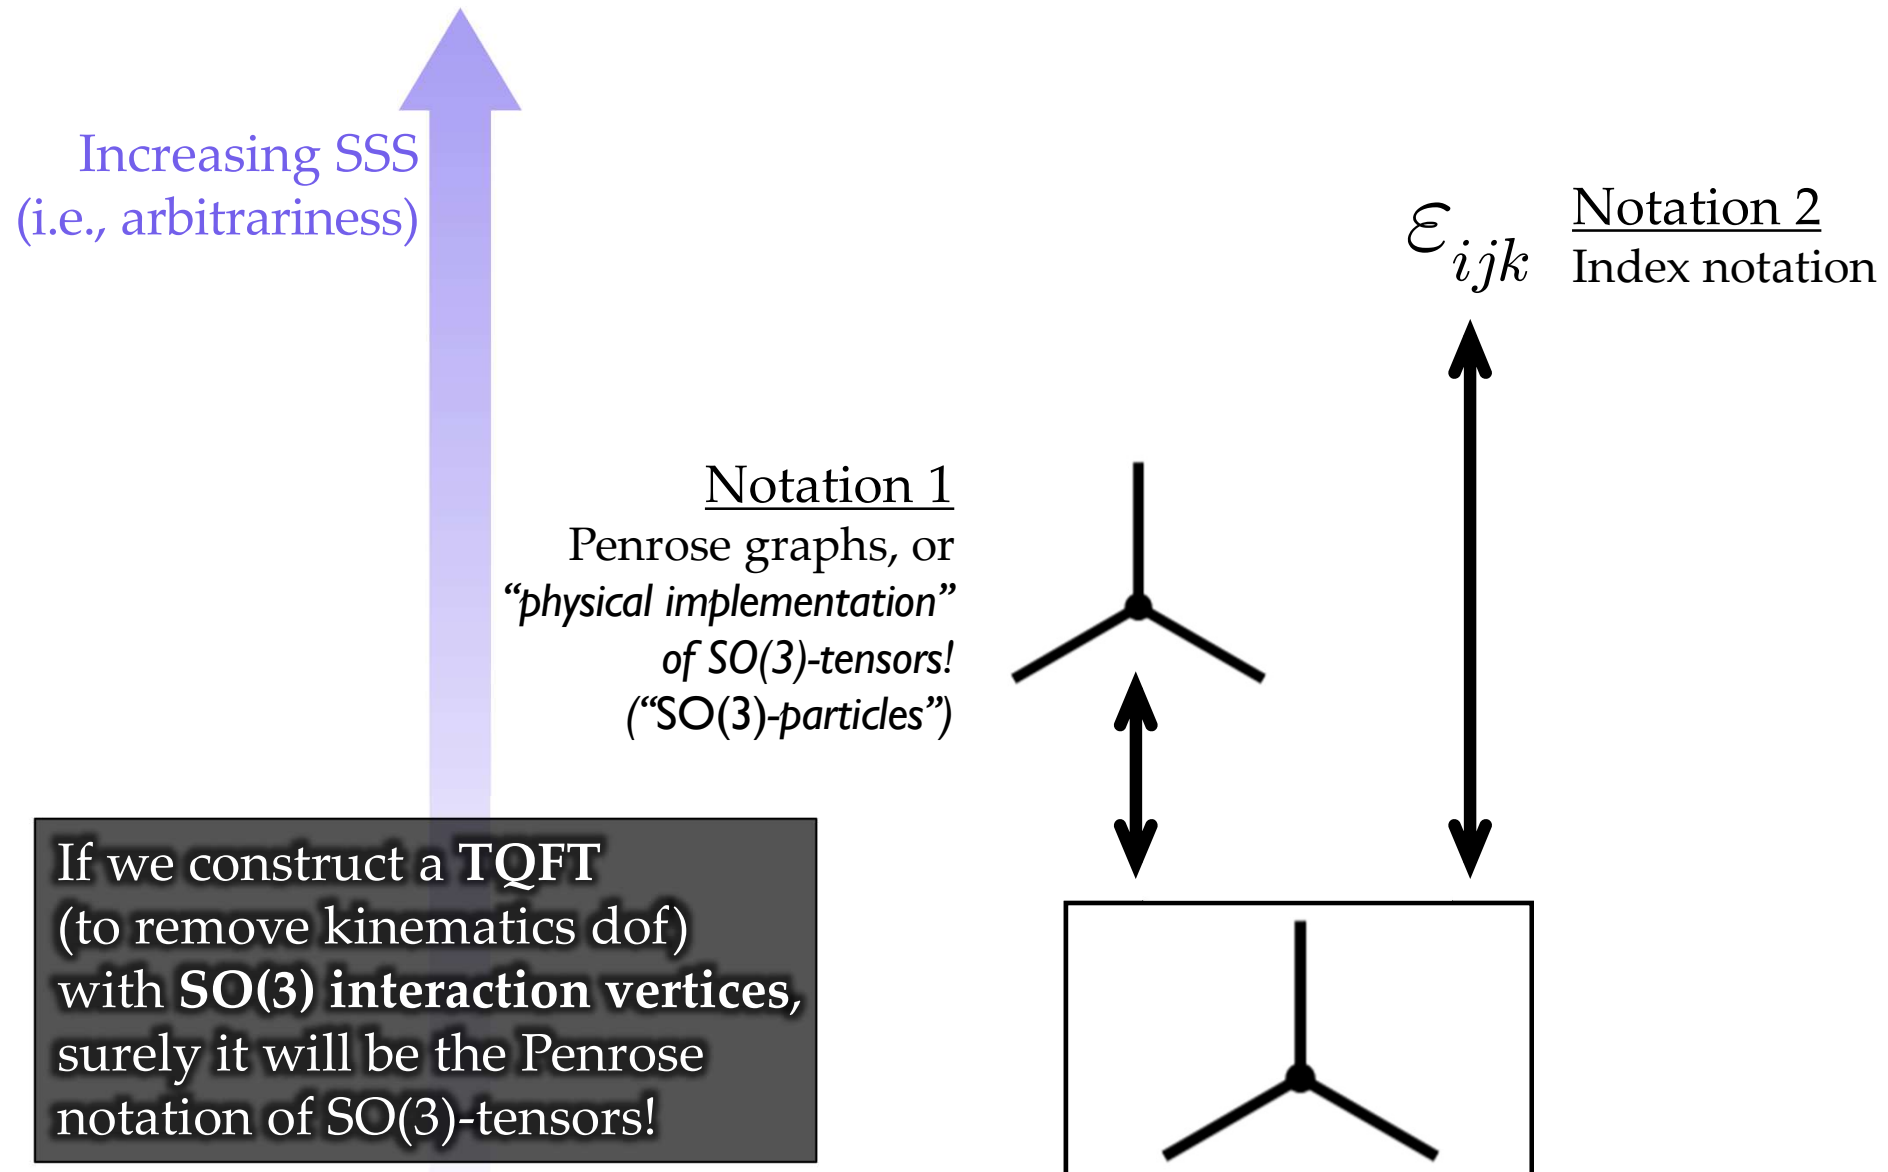 Increasing SSS
(i.e., arbitrariness)
εijk
Notation 2
Index notation
Notation 1
Penrose graphs, or
“physical implementation”
of SO(3)-tensors!
(“SO(3)-particles”)
If we construct a TQFT
(to remove kinematics dof)
with SO(3) interaction vertices,
surely it will be the Penrose
notation of SO(3)-tensors!